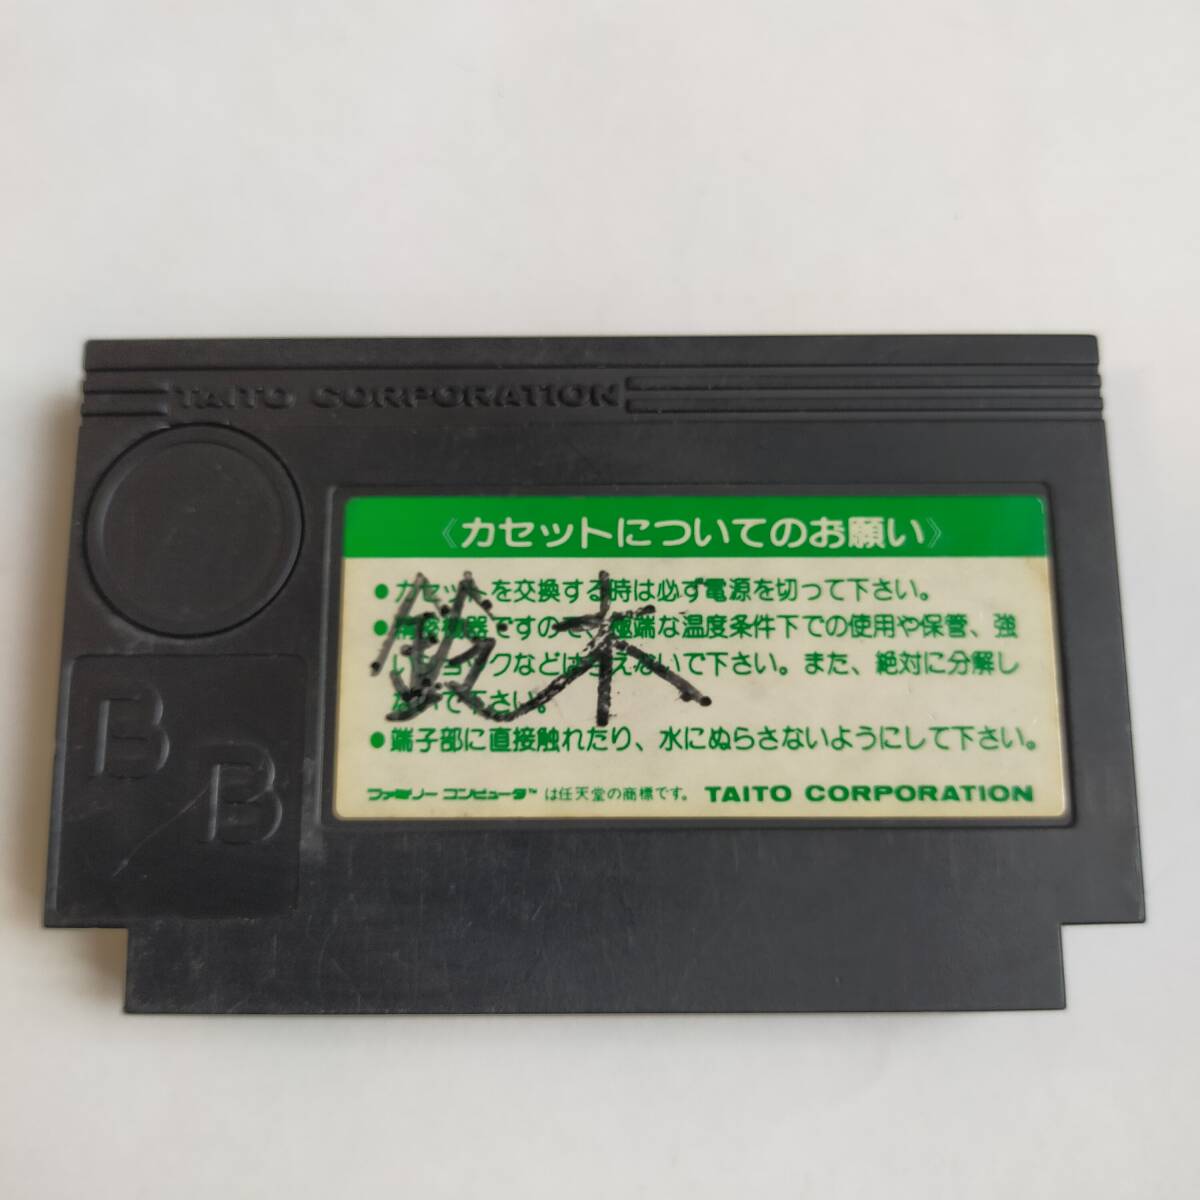 TAITO CORPORATION
《カセットについてのお願い》
●カセットを交換する時は必ず電源を切って下さい。
●精密機器ですので、極端な温度条件下での使用や保管、強
いショックなどは与えないで下さい。また、絶対に分解し
ないで下さい。
●端子部に直接触れたり、水にぬらさないようにして下さい。
鈴木
ファミリー コンピュータ™ は任天堂の商標です。 TAITO CORPORATION
B
B